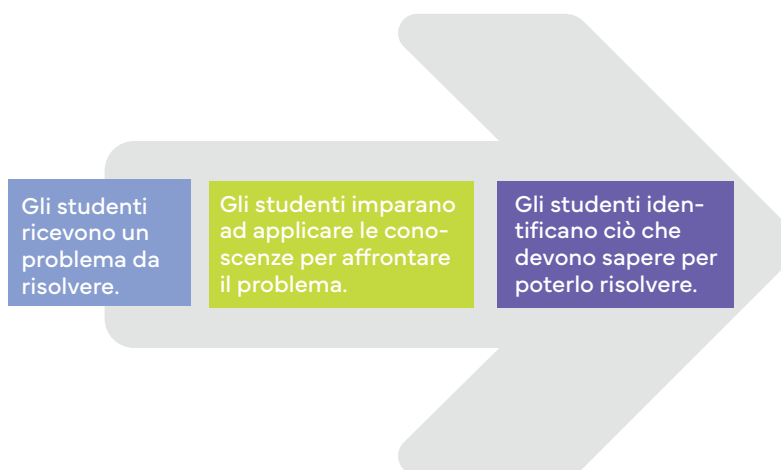 Gli studenti
ricevono un
problema da
risolvere.
Gli studenti imparano
ad applicare le cono-
scenze per affrontare
il problema.
Gli studenti iden-
tificano ciò che
devono sapere per
poterlo risolvere.